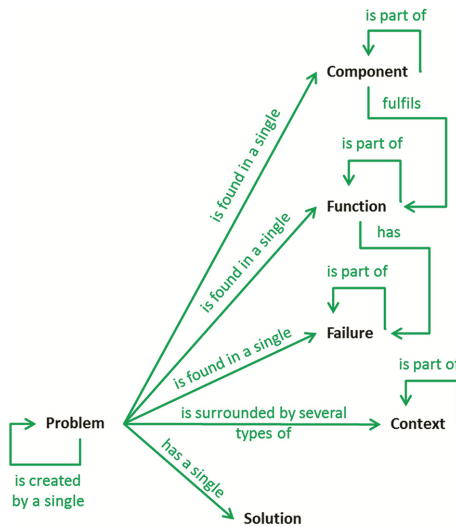 is part of
Component
fulfils
is found in a single
is part of
Function
is found in a single
has
is part of
Failure
is found in a single
is part of
is surrounded by several
types of
Context
Problem
is created
by a single
has a single
Solution